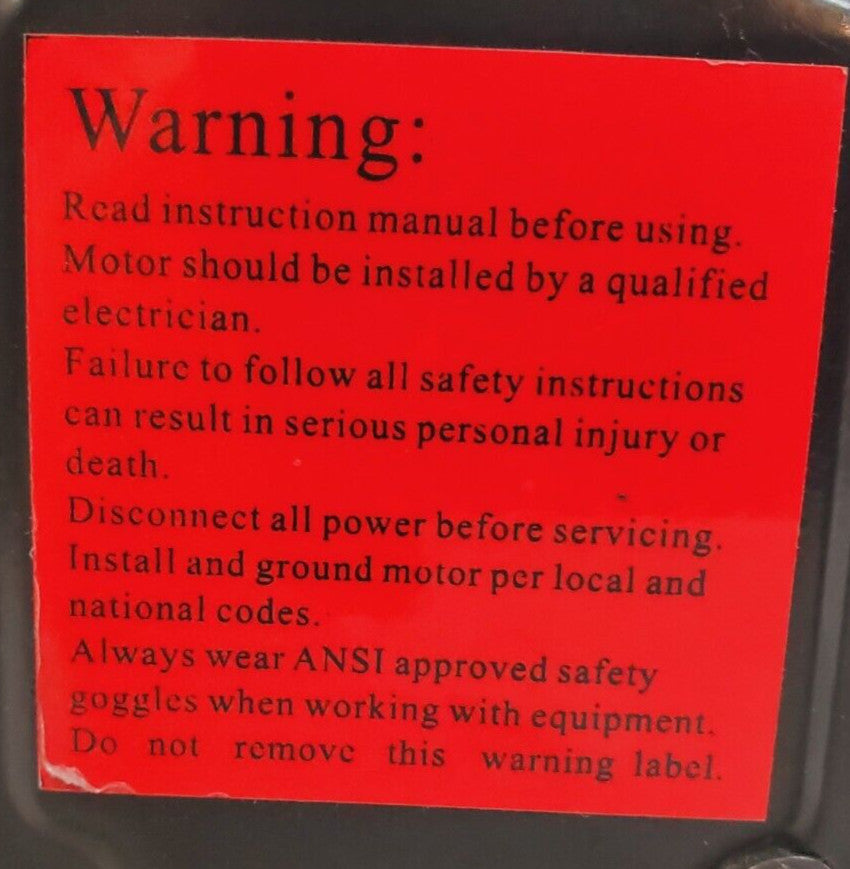 Warning:
Read instruction manual before using.
Motor should be installed by a qualified
electrician.
Failure to follow all safety instructions
can result in serious personal injury or
death.
Disconnect all power before servicing.
Install and ground motor per local and
national codes.
Always wear ANSI approved safety
goggles when working with equipment.
Do not remove this warning label.